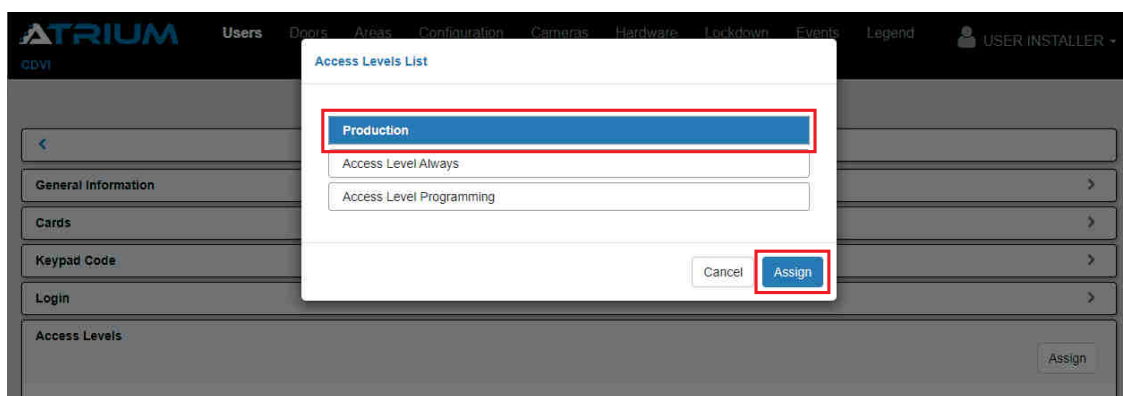 ATRIUM
CDVI
Users Doors Areas Configuration Cameras Hardware Lockdown Events Legend USER INSTALLER
Access Levels List
Production
Access Level Always
Access Level Programming
Cancel Assign
General Information
Cards
Keypad Code
Login
Access Levels
Assign